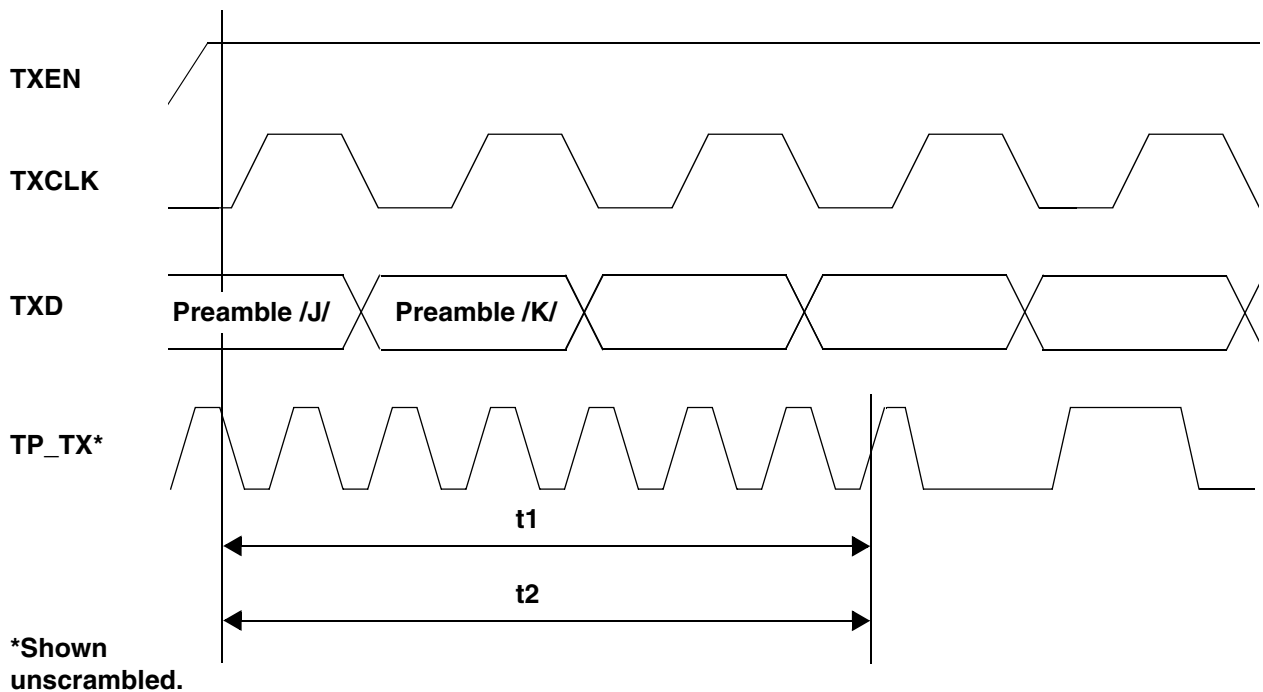 TXEN
TXCLK
TXD
Preamble /J/
Preamble /K/
TP_TX*
t1
t2
*Shown
unscrambled.